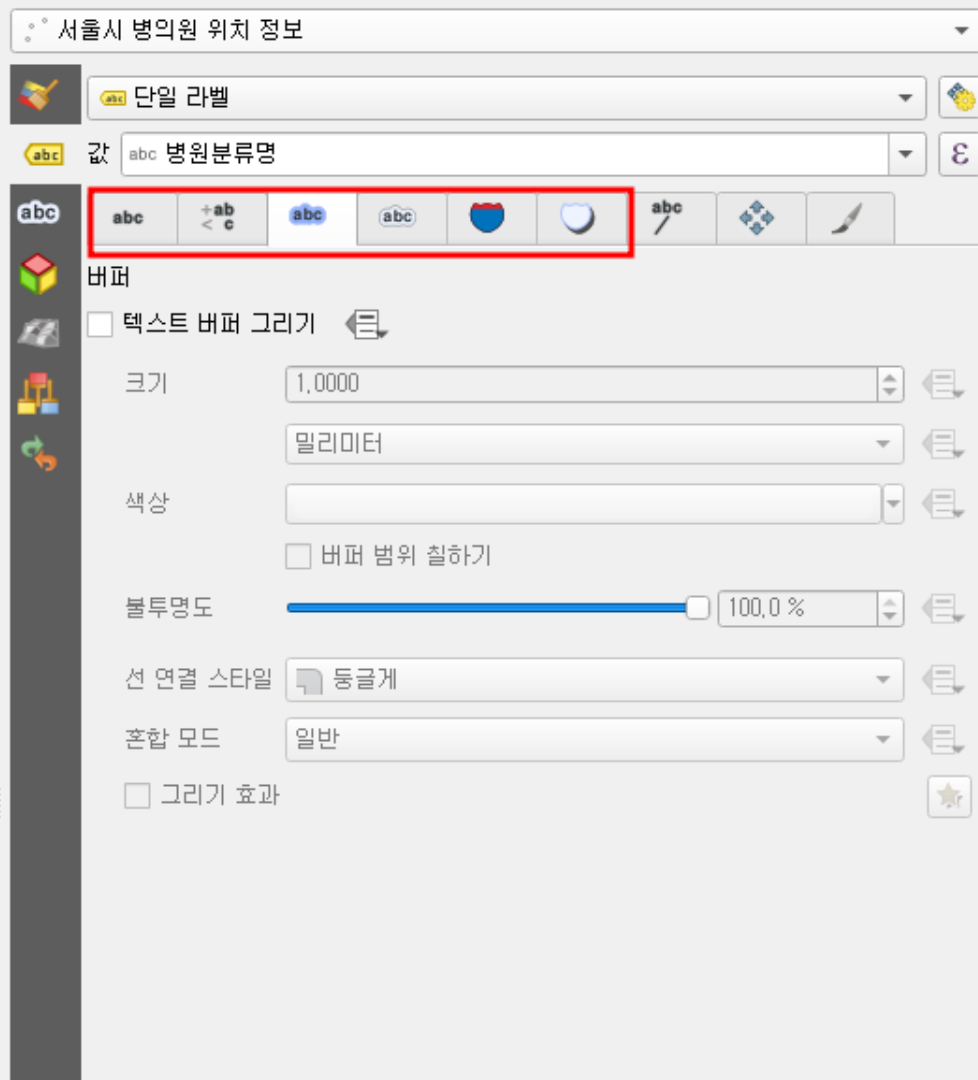 서울시 병의원 위치 정보
abc 단일 라벨
abc 값 abc 병원분류명 ε
abc abc +ab < c abc abc abc
버퍼
텍스트 버퍼 그리기
크기 1,0000
밀리미터
색상
버퍼 범위 칠하기
불투명도 100,0 %
선 연결 스타일 둥글게
혼합 모드 일반
그리기 효과